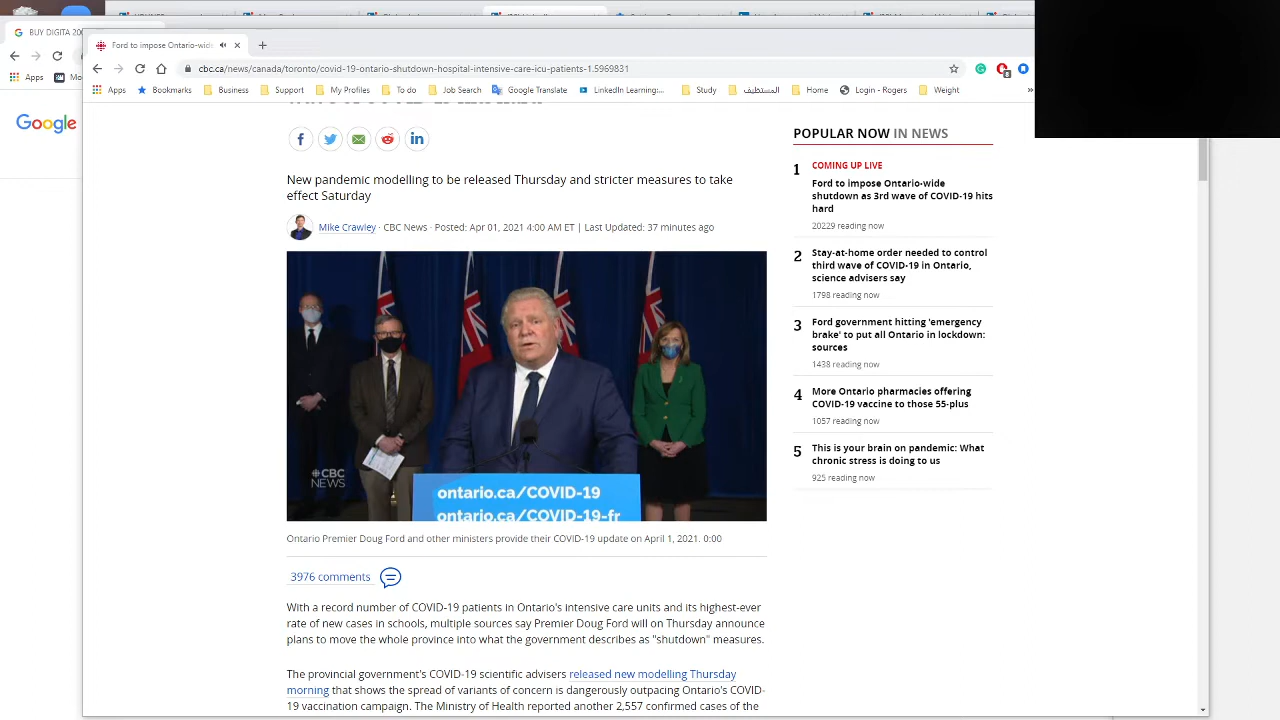 BUY DIGITA 200
Ford to impose Ontario-wide
cbc.ca/news/canada/toronto/covid-19-ontario-shutdown-hospital-intensive-care-icu-patients-1.5969831
Apps
Apps Bookmarks Business Support My Profiles To do Job Search Google Translate LinkedIn Learning:... Study المستطيف Home Login - Rogers Weight »
Google
New pandemic modelling to be released Thursday and stricter measures to take
effect Saturday
Mike Crawley · CBC News · Posted: Apr 01, 2021 4:00 AM ET | Last Updated: 37 minutes ago
CBC
NEWS
ontario.ca/COVID-19
ontario.ca/COVID-19-fr
Ontario Premier Doug Ford and other ministers provide their COVID-19 update on April 1, 2021. 0:00
3976 comments
With a record number of COVID-19 patients in Ontario's intensive care units and its highest-ever
rate of new cases in schools, multiple sources say Premier Doug Ford will on Thursday announce
plans to move the whole province into what the government describes as "shutdown" measures.
The provincial government's COVID-19 scientific advisers released new modelling Thursday
morning that shows the spread of variants of concern is dangerously outpacing Ontario's COVID-
19 vaccination campaign. The Ministry of Health reported another 2,557 confirmed cases of the
POPULAR NOW IN NEWS
1
COMING UP LIVE
Ford to impose Ontario-wide
shutdown as 3rd wave of COVID-19 hits
hard
20229 reading now
2
Stay-at-home order needed to control
third wave of COVID-19 in Ontario,
science advisers say
1798 reading now
3
Ford government hitting 'emergency
brake' to put all Ontario in lockdown:
sources
1438 reading now
4
More Ontario pharmacies offering
COVID-19 vaccine to those 55-plus
1057 reading now
5
This is your brain on pandemic: What
chronic stress is doing to us
925 reading now